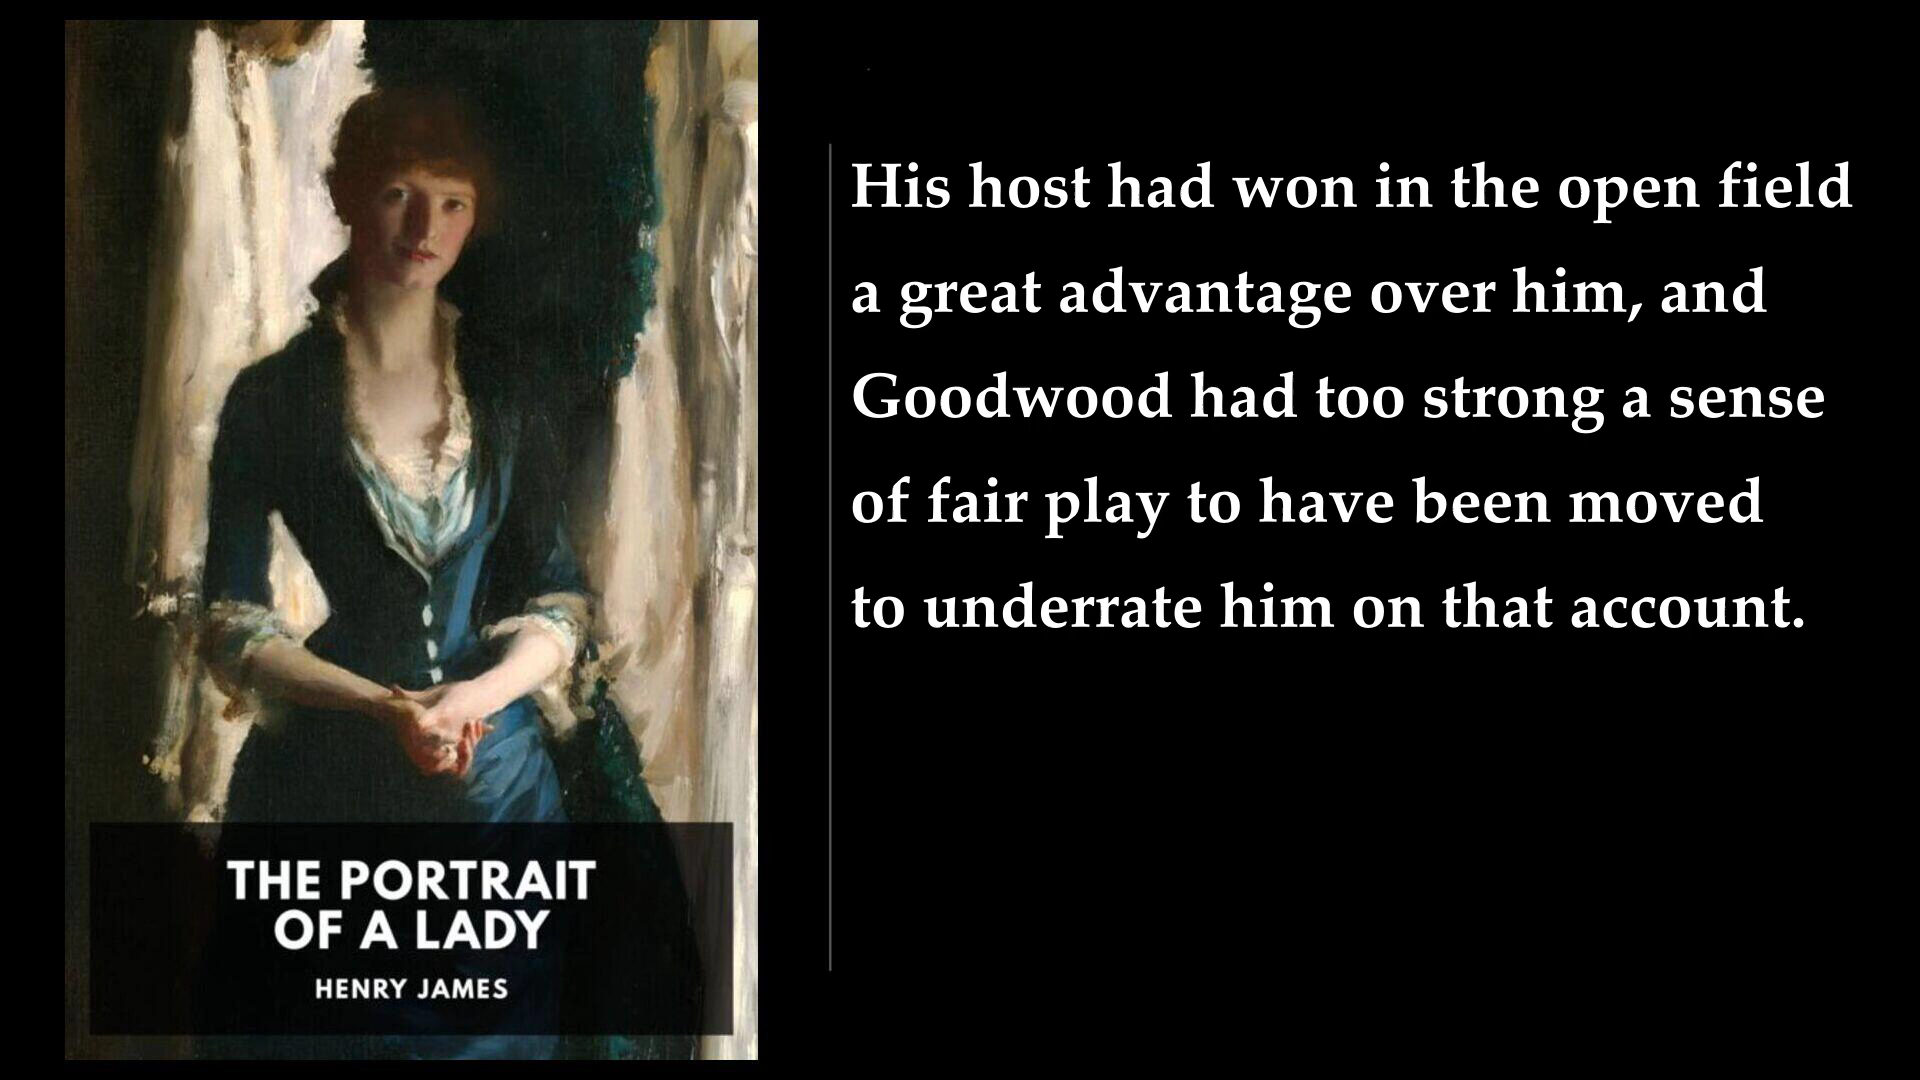 THE PORTRAIT
OF A LADY
HENRY JAMES
His host had won in the open field
a great advantage over him, and
Goodwood had too strong a sense
of fair play to have been moved
to underrate him on that account.